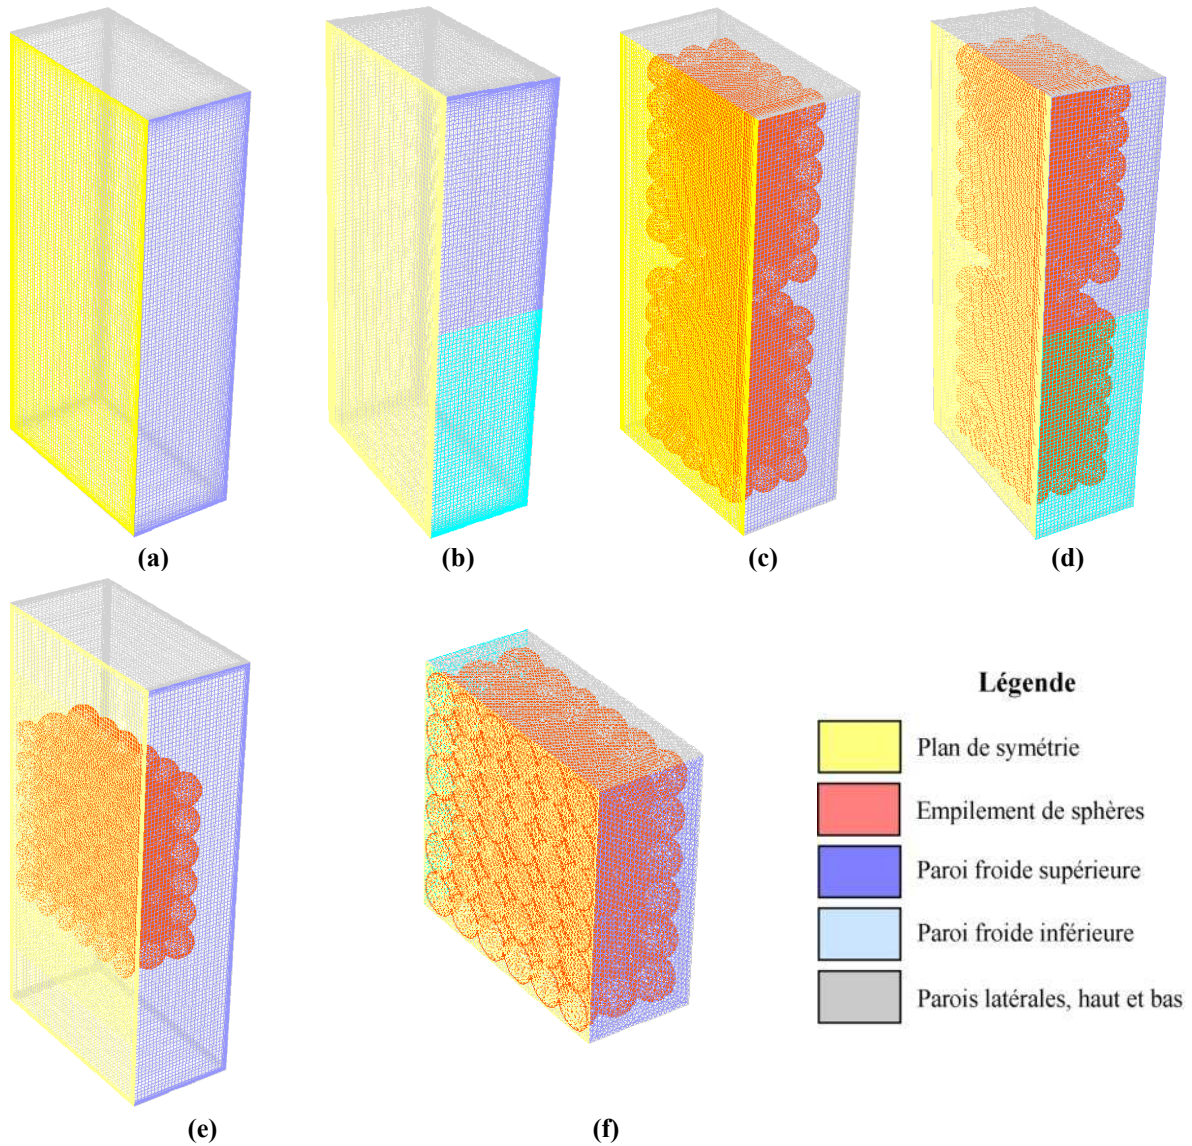 (a)
(b)
(c)
(d)
Légende
Plan de symétrie
Empilement de sphères
Paroi froide supérieure
Paroi froide inférieure
Parois latérales, haut et bas
(e)
(f)